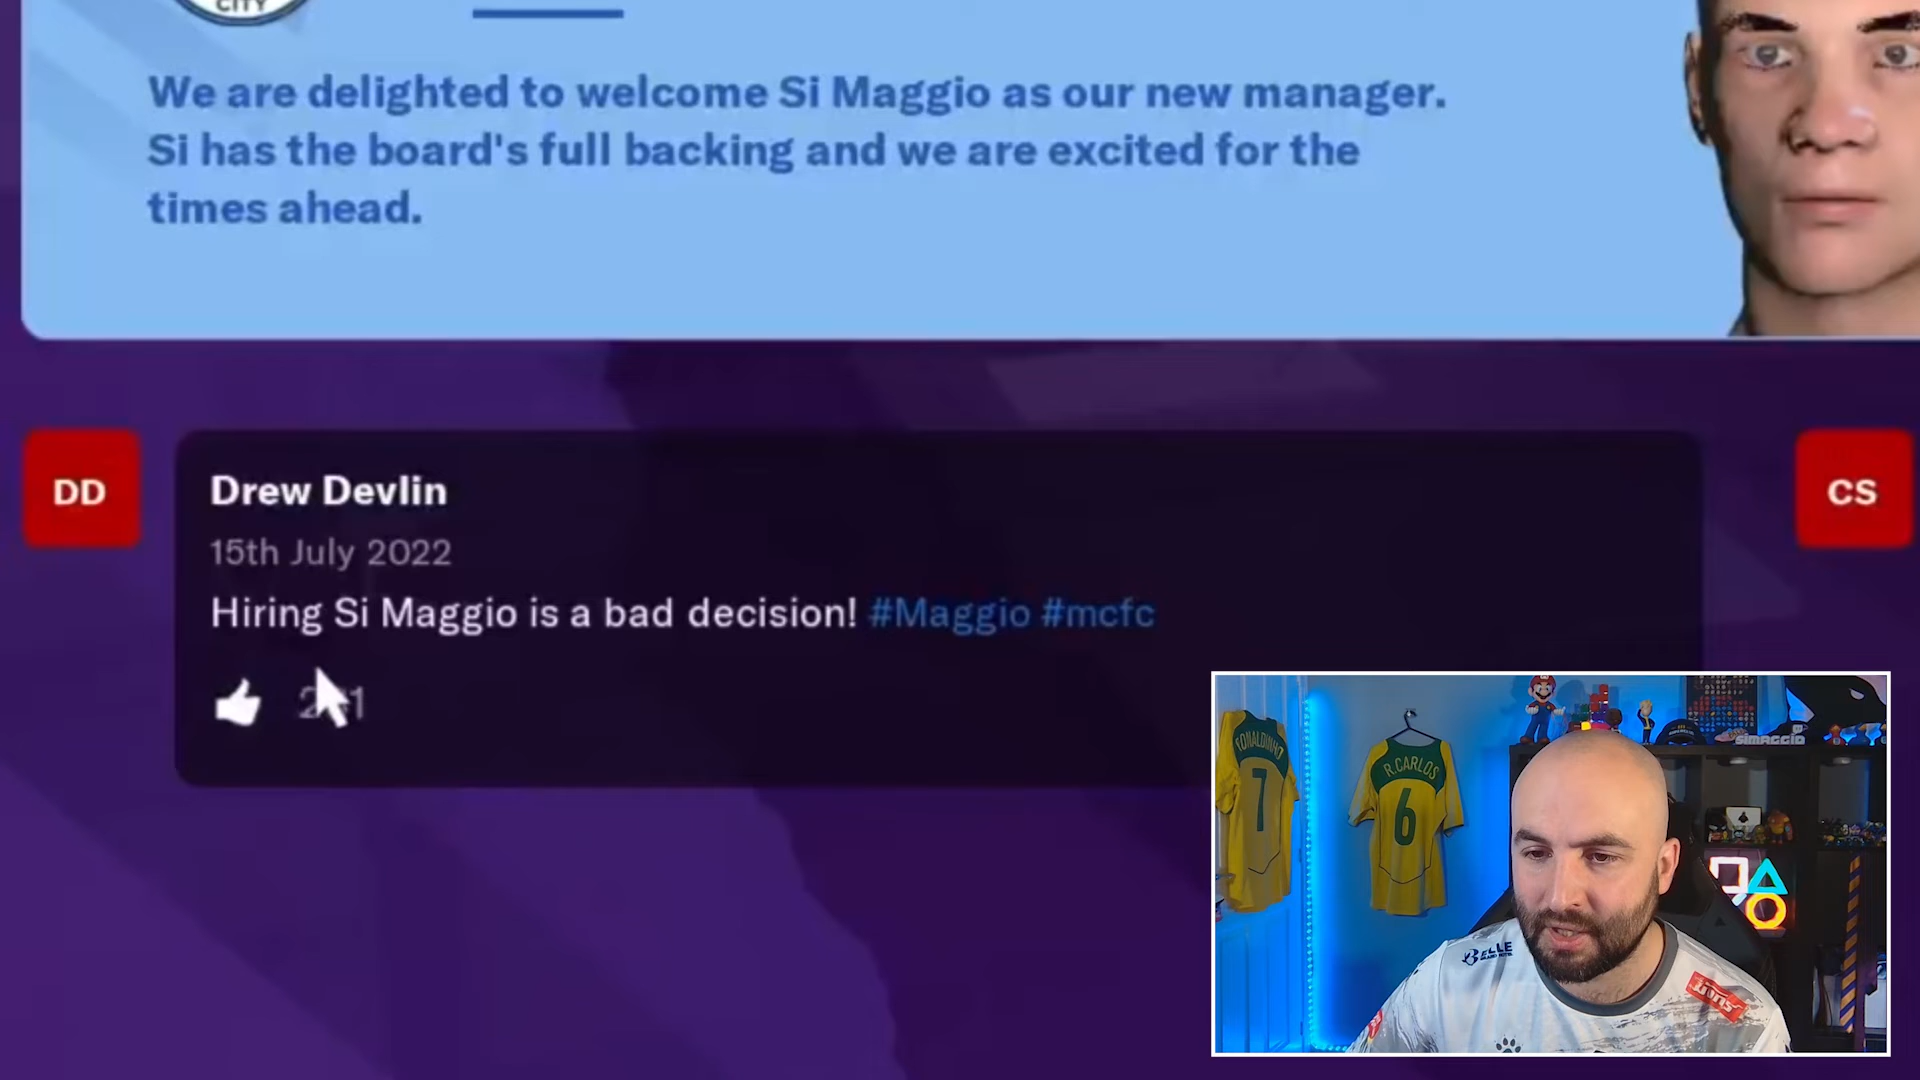 CITY
We are delighted to welcome Si Maggio as our new manager.
Si has the board's full backing and we are excited for the
times ahead.
DD
Drew Devlin
15th July 2022
Hiring Si Maggio is a bad decision! #Maggio #mcfc
CS
SIMAGGIO
7
R.CARLOS
6
ELLE